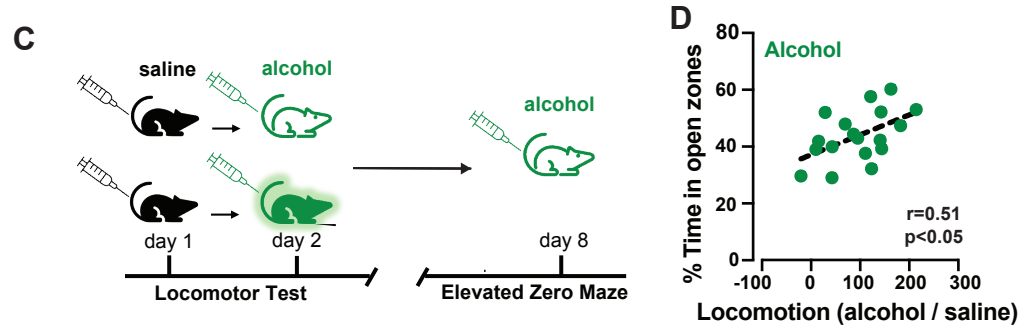 C
saline
alcohol
alcohol
day 1
day 2
day 8
Locomotor Test
Elevated Zero Maze
D
Alcohol
% Time in open zones
80
60
40
20
0
r=0.51
p<0.05
-100 0 100 200 300
Locomotion (alcohol / saline)